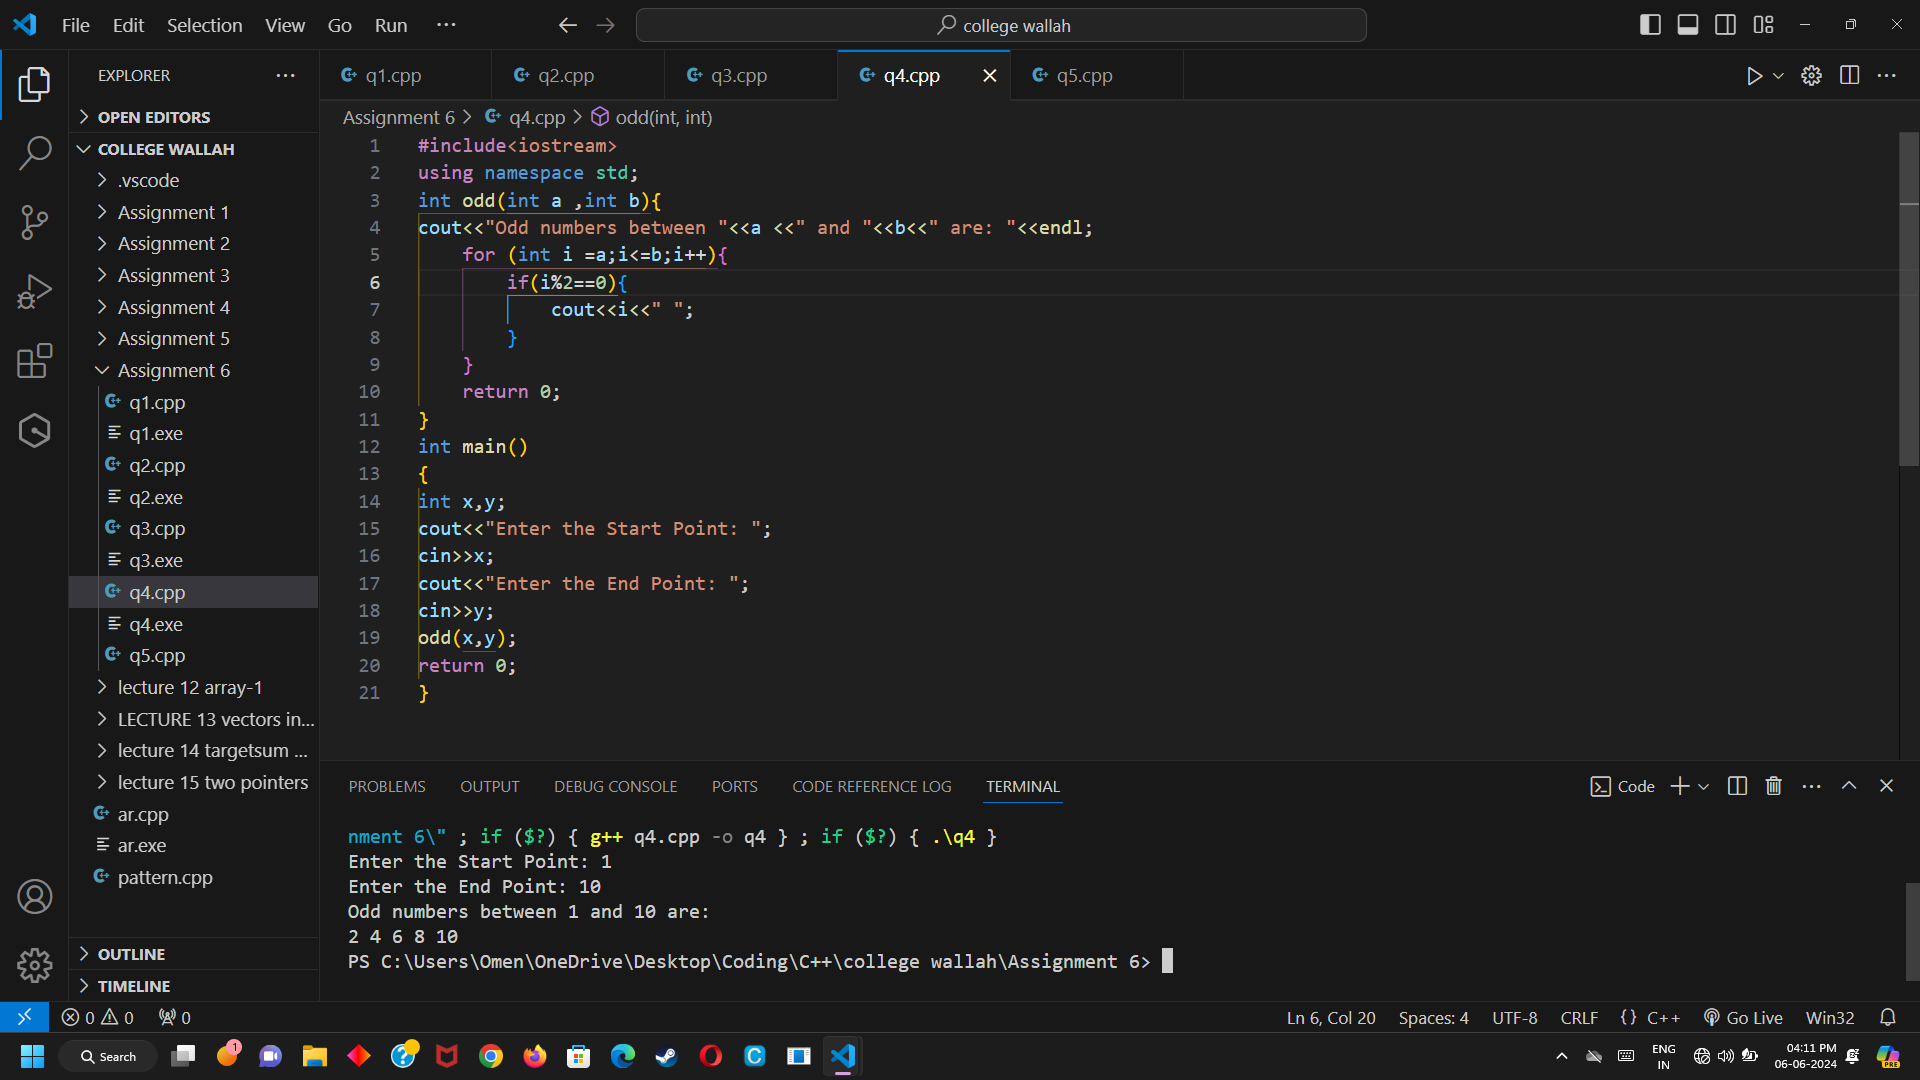 File Edit Selection View Go Run ···
college wallah
EXPLORER ···
OPEN EDITORS
COLLEGE WALLAH
.vscode
Assignment 1
Assignment 2
Assignment 3
Assignment 4
Assignment 5
Assignment 6
q1.cpp
q1.exe
q2.cpp
q2.exe
q3.cpp
q3.exe
q4.cpp
q4.exe
q5.cpp
lecture 12 array-1
LECTURE 13 vectors in...
lecture 14 targetsum ...
lecture 15 two pointers
ar.cpp
ar.exe
pattern.cpp
OUTLINE
TIMELINE
q1.cpp q2.cpp q3.cpp q4.cpp q5.cpp
Assignment 6 > q4.cpp > odd(int, int)
1 #include<iostream>
2 using namespace std;
3 int odd(int a ,int b){
4 cout<<"Odd numbers between "<<a <<" and "<<b<<" are: "<<endl;
5     for (int i =a;i<=b;i++){
6         if(i%2==0){
7             cout<<i<<" ";
8         }
9     }
10     return 0;
11 }
12 int main()
13 {
14 int x,y;
15 cout<<"Enter the Start Point: ";
16 cin>>x;
17 cout<<"Enter the End Point: ";
18 cin>>y;
19 odd(x,y);
20 return 0;
21 }
PROBLEMS OUTPUT DEBUG CONSOLE PORTS CODE REFERENCE LOG TERMINAL
Code
nment 6\" ; if ($?) { g++ q4.cpp -o q4 } ; if ($?) { .\q4 }
Enter the Start Point: 1
Enter the End Point: 10
Odd numbers between 1 and 10 are:
2 4 6 8 10
PS C:\Users\Omen\OneDrive\Desktop\Coding\C++\college wallah\Assignment 6>
0 0 0
Ln 6, Col 20 Spaces: 4 UTF-8 CRLF {} C++ Go Live Win32
Search
1
ENG
IN
04:11 PM
06-06-2024
PRE